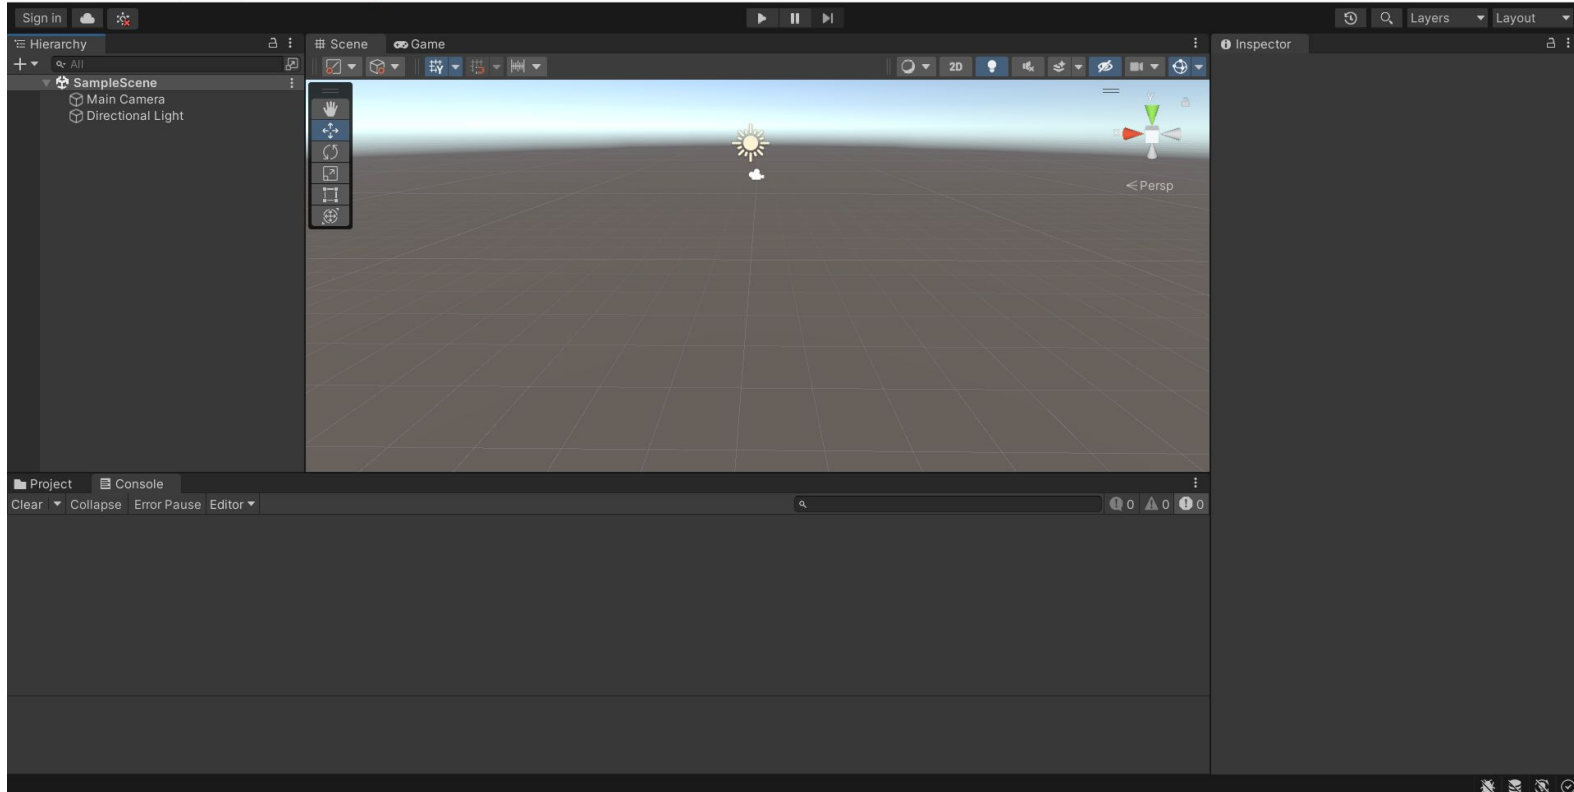 Sign in
Layers
Layout
Hierarchy
Scene
Game
Inspector
All
2D
SampleScene
Main Camera
Directional Light
y
x
Persp
Project
Console
Clear
Collapse
Error Pause
Editor
0
0
0